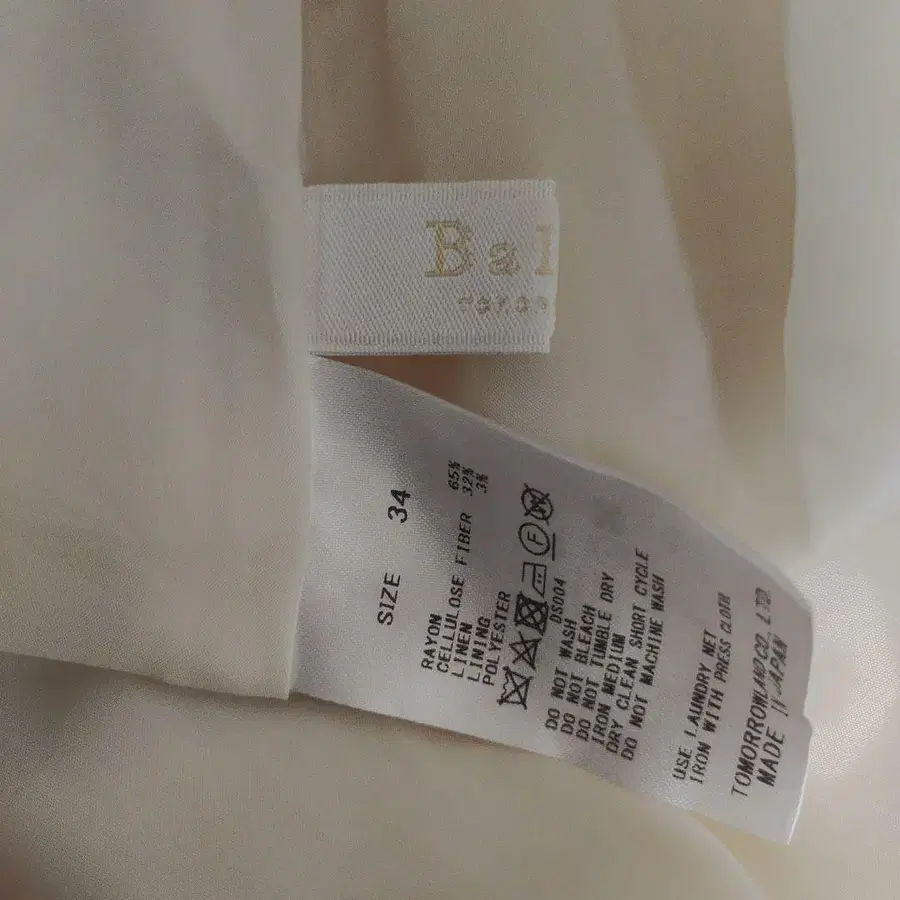 Bal
SIZE 34
RAYON 65%
CELLULOSE FIBER 32%
LINEN 3%
LINING
POLYESTER
F
DS004
DO NOT WASH
DO NOT BLEACH
DO NOT TUMBLE DRY
IRON MEDIUM
DRY CLEAN SHORT CYCLE
DO NOT MACHINE WASH
USE LAUNDRY NET
IRON WITH PRESS CLOTH
TOMORROWLAND CO., LTD.
MADE IN JAPAN